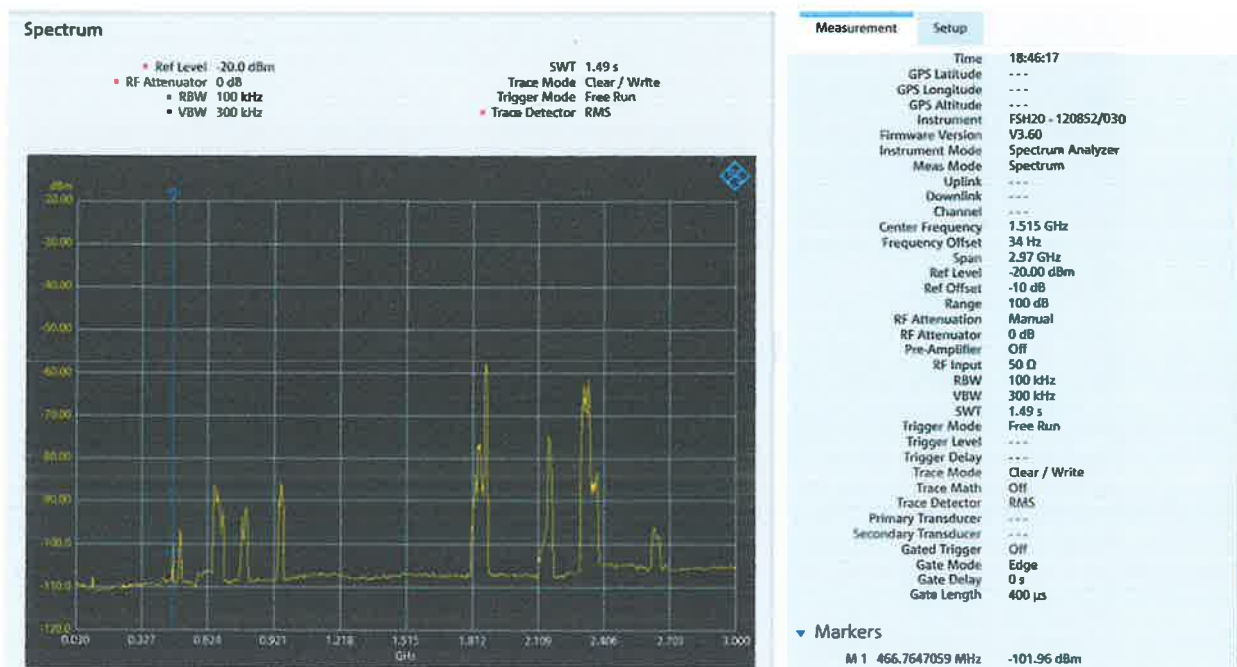 Spectrum
Ref Level -20.0 dBm
RF Attenuator 0 dB
RBW 100 kHz
VBW 300 kHz
SWT 1.49 s
Trace Mode Clear / Write
Trigger Mode Free Run
Trace Detector RMS
dBm
-30.00
-40.00
-50.00
-60.00
-70.00
-80.00
-90.00
-100.0
-110.0
-120.0
0.327 0.624 0.921 1.218 1.515 1.812 2.109 2.406 2.703 3.000
GHz
Measurement Setup
Time 18:46:17
GPS Latitude ---
GPS Longitude ---
GPS Altitude ---
Instrument FSH20 - 120852/030
Firmware Version V3.60
Instrument Mode Spectrum Analyzer
Meas Mode Spectrum
Uplink ---
Downlink ---
Channel ---
Center Frequency 1.515 GHz
Frequency Offset 34 Hz
Span 2.97 GHz
Ref Level -20.00 dBm
Ref Offset -10 dB
Range 100 dB
RF Attenuation Manual
RF Attenuator 0 dB
Pre-Amplifier Off
RF Input 50 Ω
RBW 100 kHz
VBW 300 kHz
SWT 1.49 s
Trigger Mode Free Run
Trigger Level ---
Trigger Delay ---
Trace Mode Clear / Write
Trace Math Off
Trace Detector RMS
Primary Transducer ---
Secondary Transducer ---
Gated Trigger Off
Gate Mode Edge
Gate Delay 0 s
Gate Length 400 µs
Markers
M 1 466.7647059 MHz -101.96 dBm